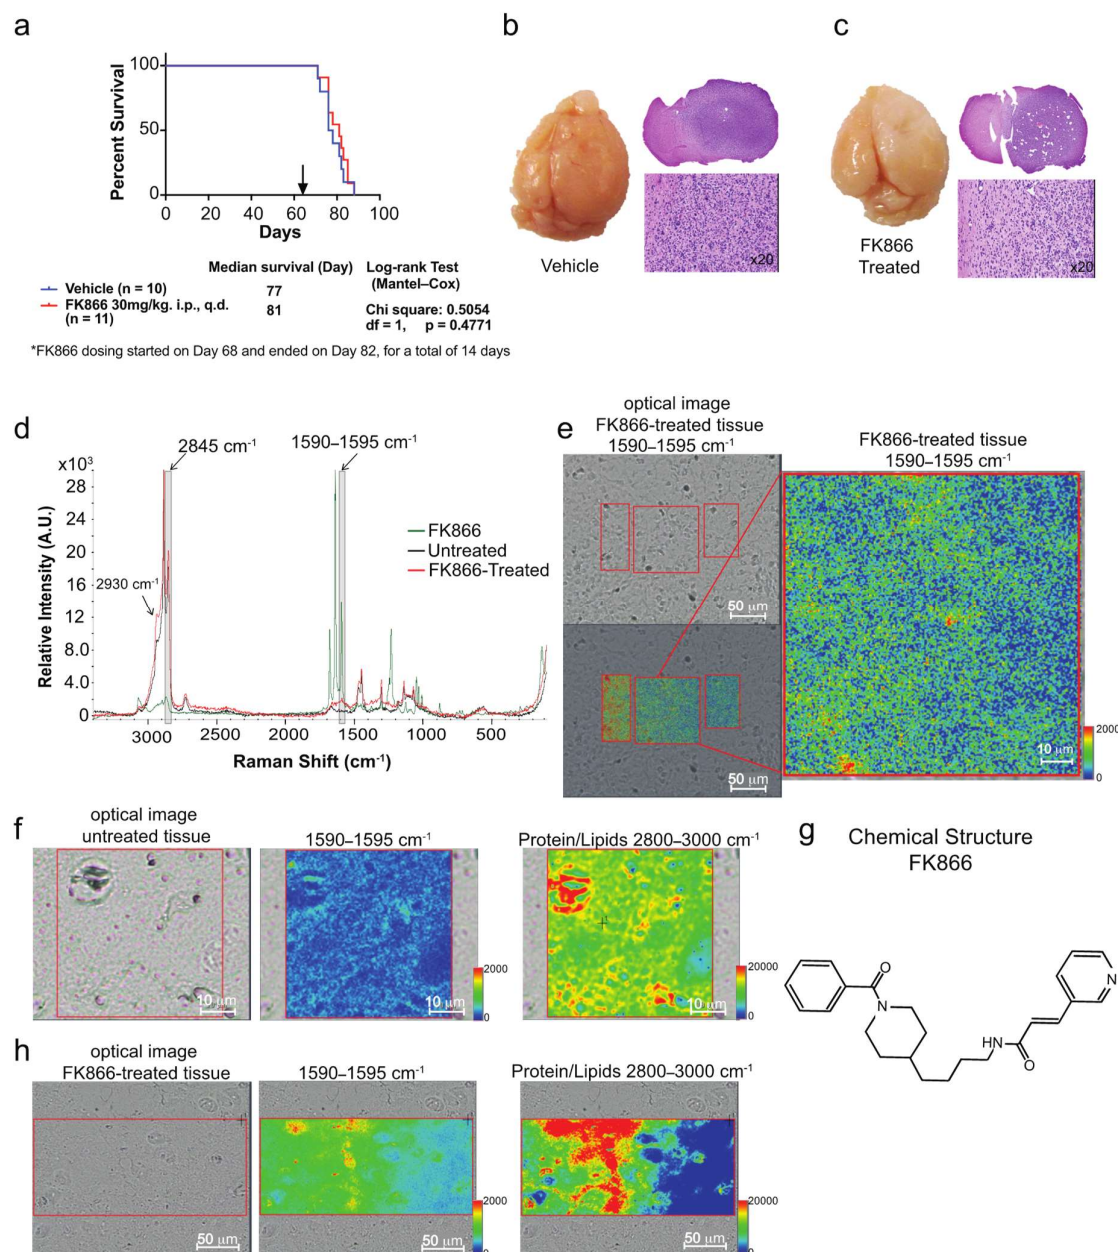 a
Percent Survival
100
50
0
0 20 40 60 80 100
Days
Median survival (Day)
Log-rank Test
(Mantel–Cox)
Vehicle (n = 10)
77
FK866 30mg/kg. i.p., q.d.
(n = 11)
81
Chi square: 0.5054
df = 1, p = 0.4771
*FK866 dosing started on Day 68 and ended on Day 82, for a total of 14 days
b
Vehicle
x20
c
FK866
Treated
x20
d
2845 cm-1
1590–1595 cm-1
x10³
28
24
20
16
12
8.0
4.0
0
Relative Intensity (A.U.)
2930 cm-1
FK866
Untreated
FK866-Treated
3000 2500 2000 1500 1000 500
Raman Shift (cm-1)
e
optical image
FK866-treated tissue
1590–1595 cm-1
50 µm
50 µm
FK866-treated tissue
1590–1595 cm-1
10 µm
2000
0
f
optical image
untreated tissue
10 µm
1590–1595 cm-1
10 µm
2000
0
Protein/Lipids 2800–3000 cm-1
10 µm
20000
0
g
Chemical Structure
FK866
O
N
HN
O
N
h
optical image
FK866-treated tissue
50 µm
1590–1595 cm-1
50 µm
2000
0
Protein/Lipids 2800–3000 cm-1
50 µm
20000
0